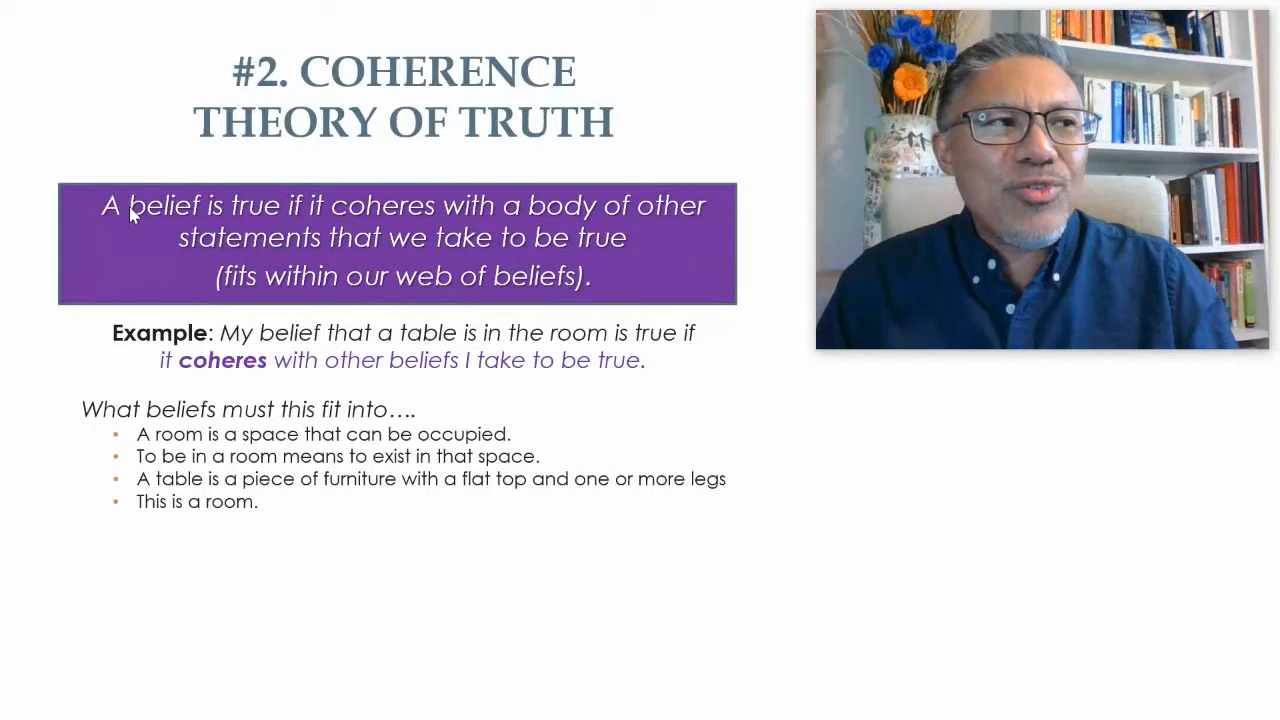 #2. COHERENCE
THEORY OF TRUTH
A belief is true if it coheres with a body of other
statements that we take to be true
(fits within our web of beliefs).
Example: My belief that a table is in the room is true if
it coheres with other beliefs I take to be true.
What beliefs must this fit into….
• A room is a space that can be occupied.
• To be in a room means to exist in that space.
• A table is a piece of furniture with a flat top and one or more legs
• This is a room.